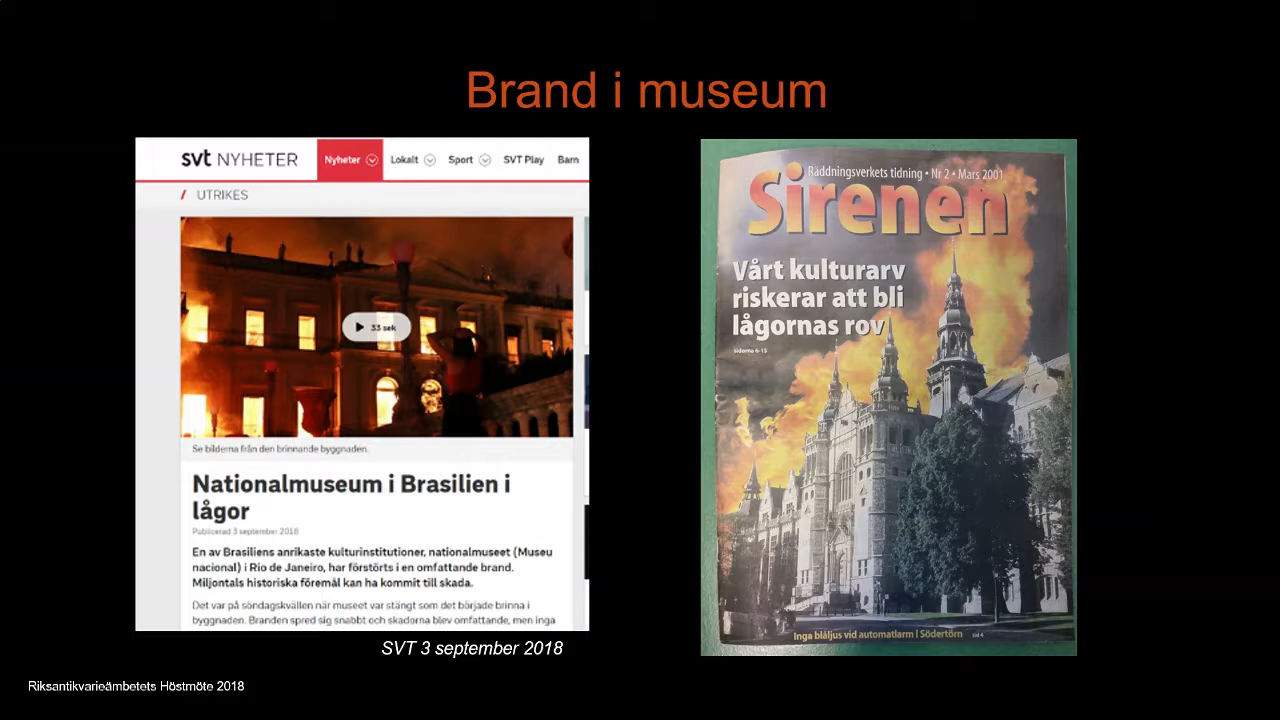 Brand i museum
svt NYHETER Nyheter Lokalt Sport SVT Play Barn
/ UTRIKES
33 sek
Se bilderna från den brinnande byggnaden.
Nationalmuseum i Brasilien i
lågor
Publicerad 3 september 2018
En av Brasiliens anrikaste kulturinstitutioner, nationalmuseet (Museu
nacional) i Rio de Janeiro, har förstörts i en omfattande brand.
Miljontals historiska föremål kan ha kommit till skada.
Det var på söndagskvällen när museet var stängt som det började brinna i
byggnaden. Branden spred sig snabbt och skadorna blev omfattande, men inga
SVT 3 september 2018
Räddningsverkets tidning • Nr 2 • Mars 2001
Sirenen
Vårt kulturarv
riskerar att bli
lågornas rov
sidorna 6-15
Inga blåljus vid automatlarm i Södertörn sid 4
Riksantikvarieämbetets Höstmöte 2018